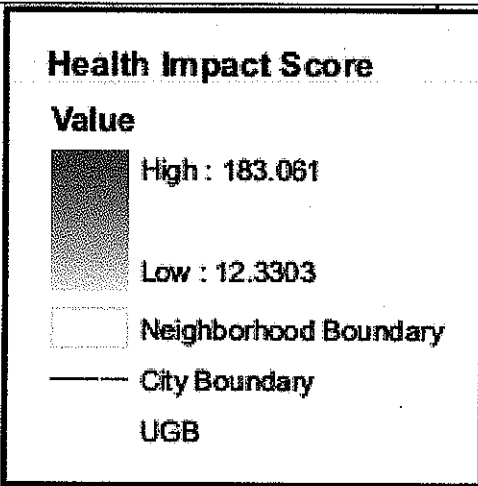 Health Impact Score
Value
High : 183.061
Low : 12.3303
Neighborhood Boundary
City Boundary
UGB